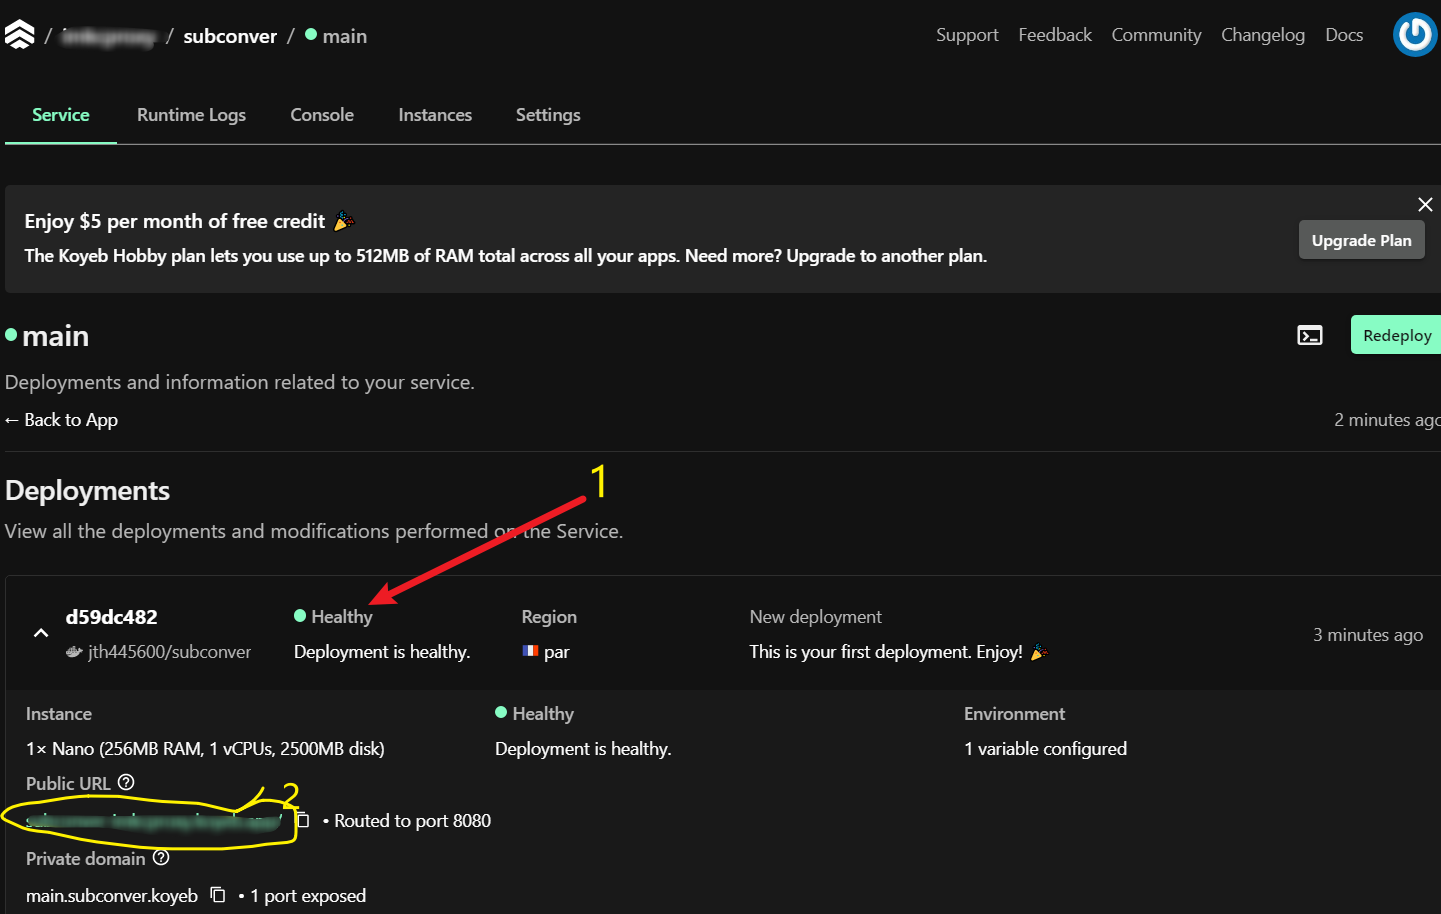 / / subconver / main
Support Feedback Community Changelog Docs
Service Runtime Logs Console Instances Settings
Enjoy $5 per month of free credit
The Koyeb Hobby plan lets you use up to 512MB of RAM total across all your apps. Need more? Upgrade to another plan.
Upgrade Plan
main
Redeploy
Deployments and information related to your service.
← Back to App
2 minutes ago
1
Deployments
View all the deployments and modifications performed on the Service.
d59dc482
jth445600/subconver
Healthy
Deployment is healthy.
Region
par
New deployment
This is your first deployment. Enjoy!
3 minutes ago
Instance
1× Nano (256MB RAM, 1 vCPUs, 2500MB disk)
Healthy
Deployment is healthy.
Environment
1 variable configured
Public URL
2
• Routed to port 8080
Private domain
main.subconver.koyeb • 1 port exposed